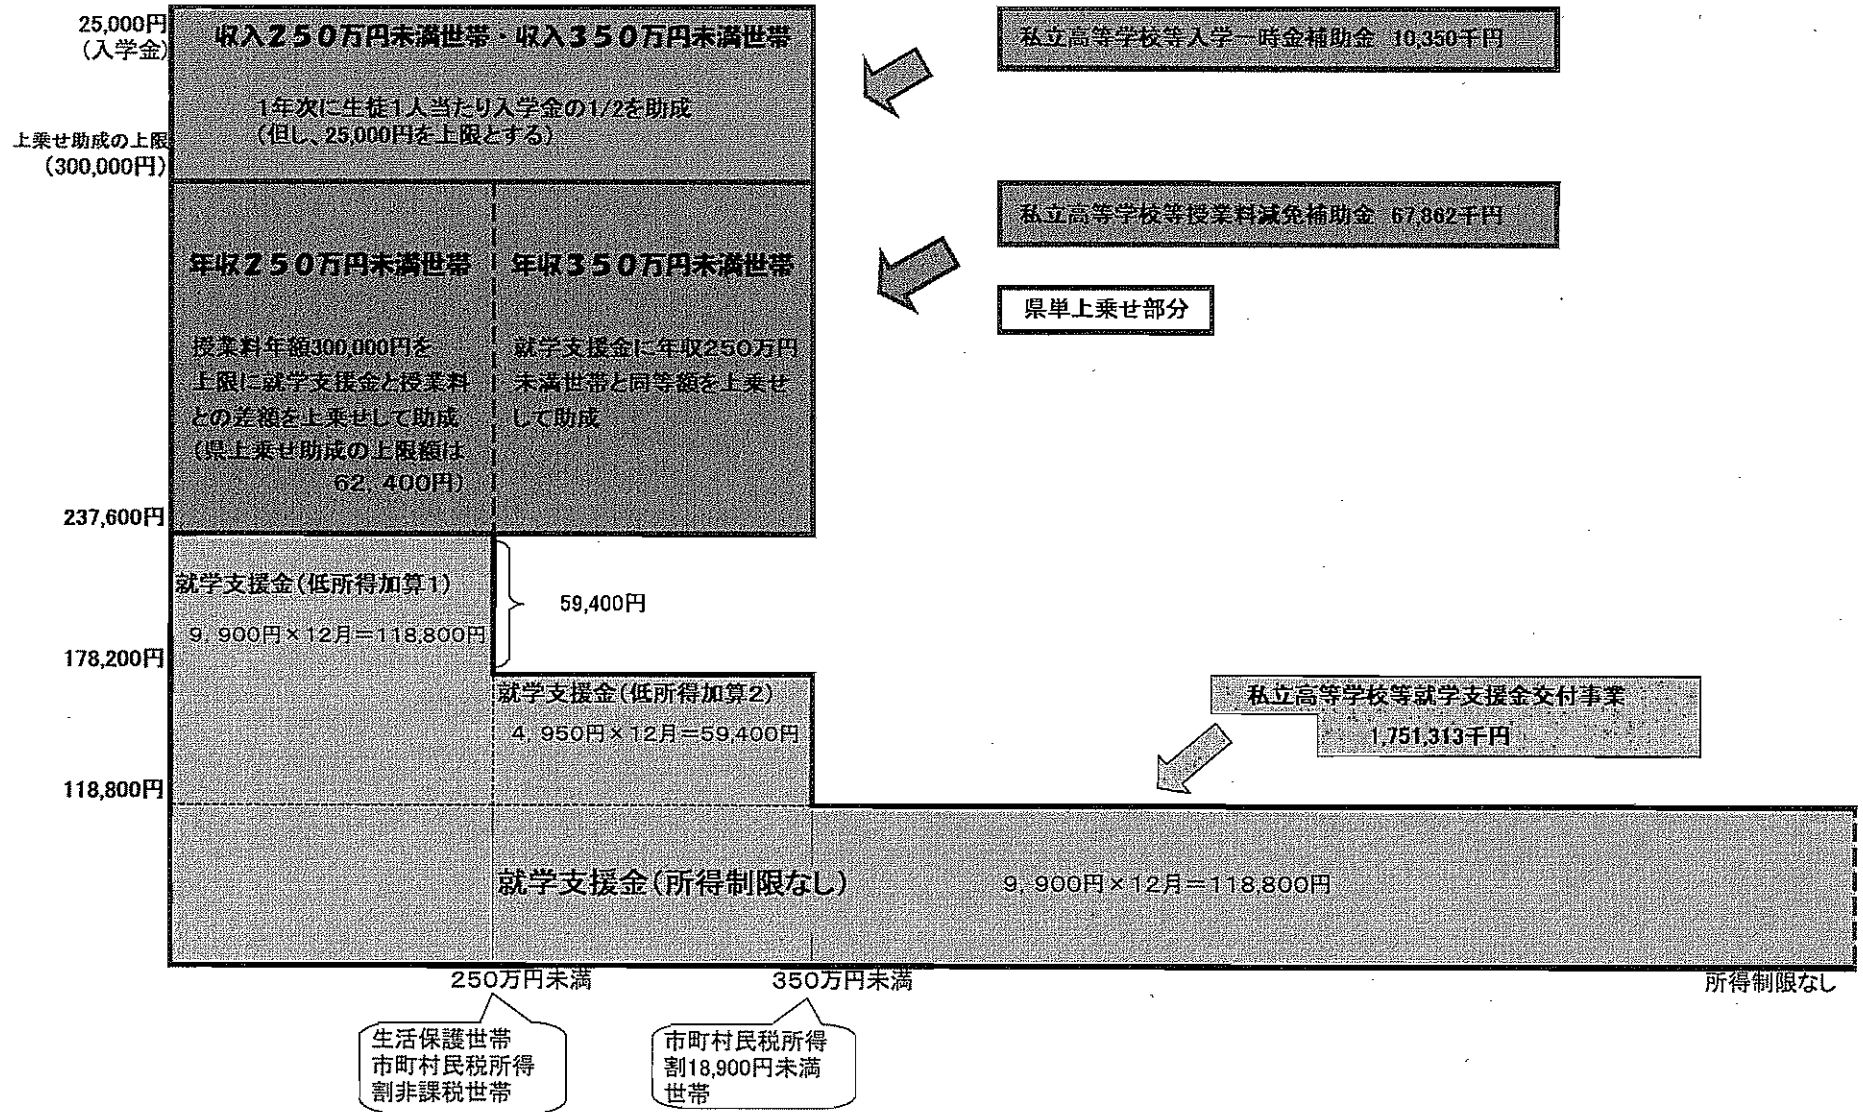 25,000円
(入学金)
収入250万円未満世帯・収入350万円未満世帯
1年次に生徒1人当たり入学金の1/2を助成
(但し、25,000円を上限とする)
私立高等学校等入学一時金補助金 10,350千円
上乗せ助成の上限
(300,000円)
私立高等学校等授業料減免補助金 67,862千円
県単上乗せ部分
年収250万円未満世帯
授業料年額300,000円を
上限に就学支援金と授業料
との差額を上乗せして助成
(県上乗せ助成の上限額は
62,400円)
年収350万円未満世帯
就学支援金に年収250万円
未満世帯と同等額を上乗せ
して助成
237,600円
就学支援金(低所得加算1)
9,900円×12月=118,800円
59,400円
178,200円
就学支援金(低所得加算2)
4,950円×12月=59,400円
私立高等学校等就学支援金交付事業
1,751,313千円
118,800円
就学支援金(所得制限なし)
9,900円×12月=118,800円
250万円未満
350万円未満
所得制限なし
生活保護世帯
市町村民税所得
割非課税世帯
市町村民税所得
割18,900円未満
世帯